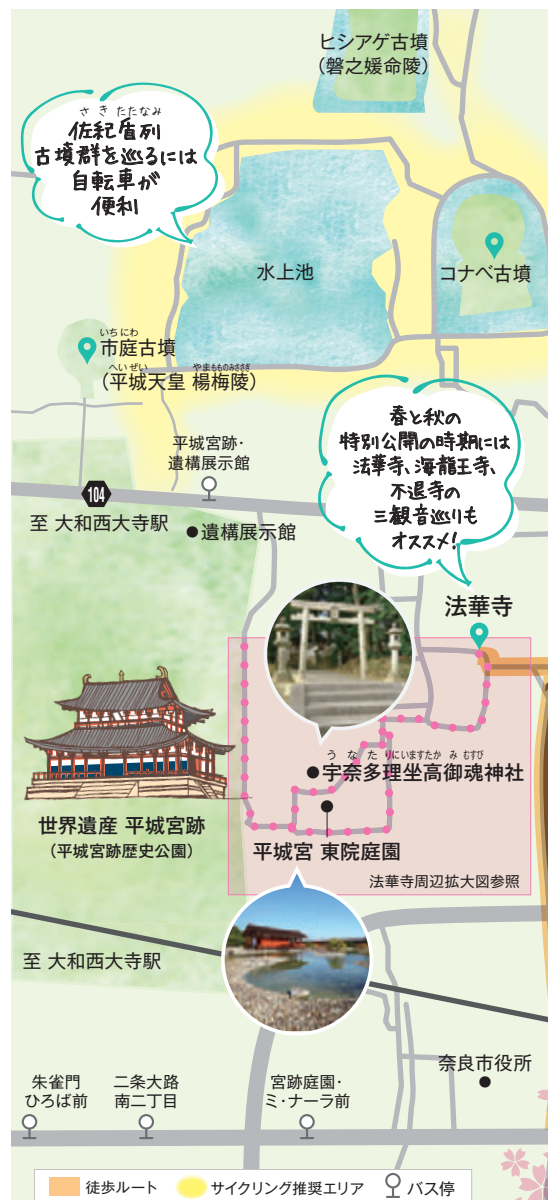 ヒシアゲ古墳
(磐之媛命陵)
さきたたなみ
佐紀盾列
古墳群を巡るには
自転車が
便利
水上池
コナベ古墳
いちにわ
市庭古墳
へいぜい やまもものみささぎ
(平城天皇 楊梅陵)
春と秋の
特別公開の時期には
法華寺、海龍王寺、
不退寺の
三観音巡りも
オススメ!
平城宮跡・
遺構展示館
104
至 大和西大寺駅
●遺構展示館
法華寺
うなたりにいますたかみむすび
●宇奈多理坐高御魂神社
世界遺産 平城宮跡
(平城宮跡歴史公園)
平城宮 東院庭園
法華寺周辺拡大図参照
至 大和西大寺駅
奈良市役所
朱雀門
ひろば前
二条大路
南二丁目
宮跡庭園・
ミ・ナーラ前
徒歩ルート
サイクリング推奨エリア
バス停